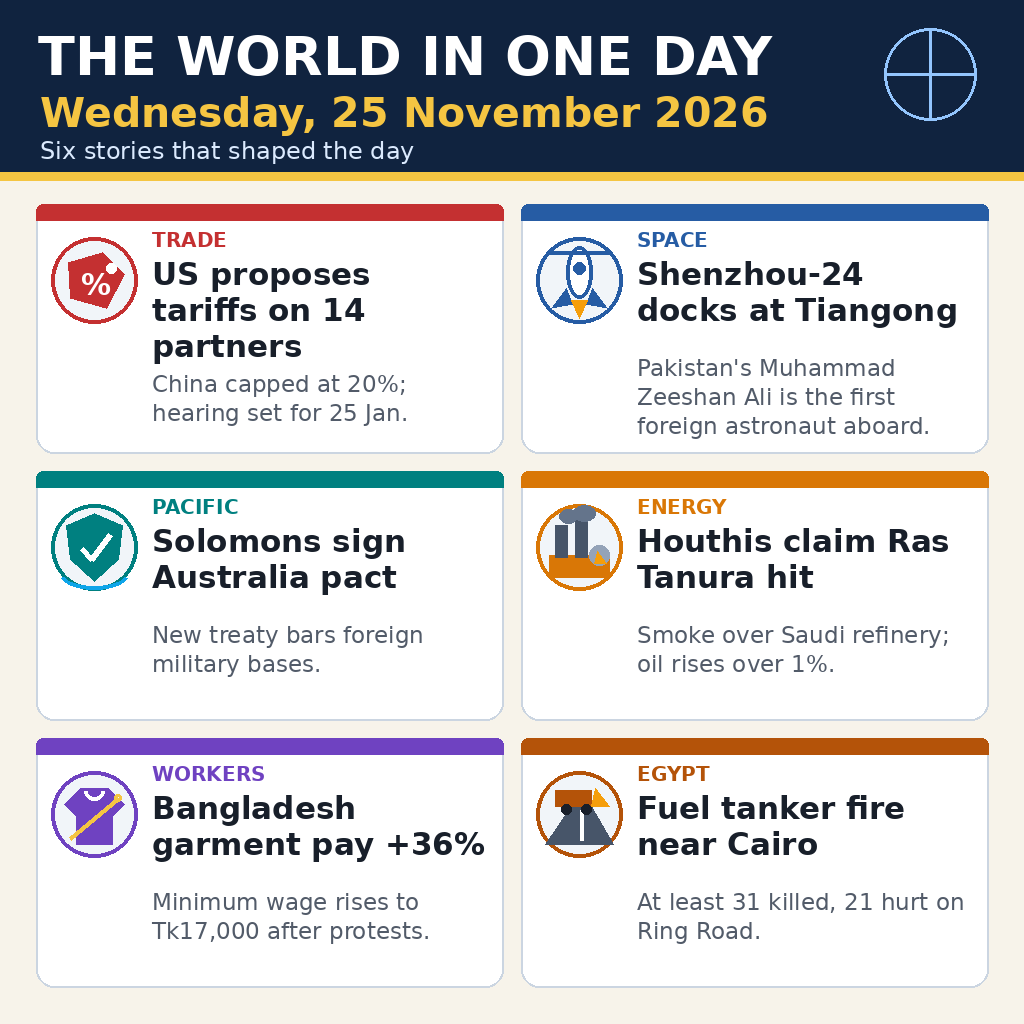 THE WORLD IN ONE DAY
Wednesday, 25 November 2026
Six stories that shaped the day
TRADE
%
US proposes
tariffs on 14
partners
China capped at 20%;
hearing set for 25 Jan.
SPACE
Shenzhou-24
docks at Tiangong
Pakistan's Muhammad
Zeeshan Ali is the first
foreign astronaut aboard.
PACIFIC
Solomons sign
Australia pact
New treaty bars foreign
military bases.
ENERGY
Houthis claim Ras
Tanura hit
Smoke over Saudi refinery;
oil rises over 1%.
WORKERS
Bangladesh
garment pay +36%
Minimum wage rises to
Tk17,000 after protests.
EGYPT
Fuel tanker fire
near Cairo
At least 31 killed, 21 hurt on
Ring Road.